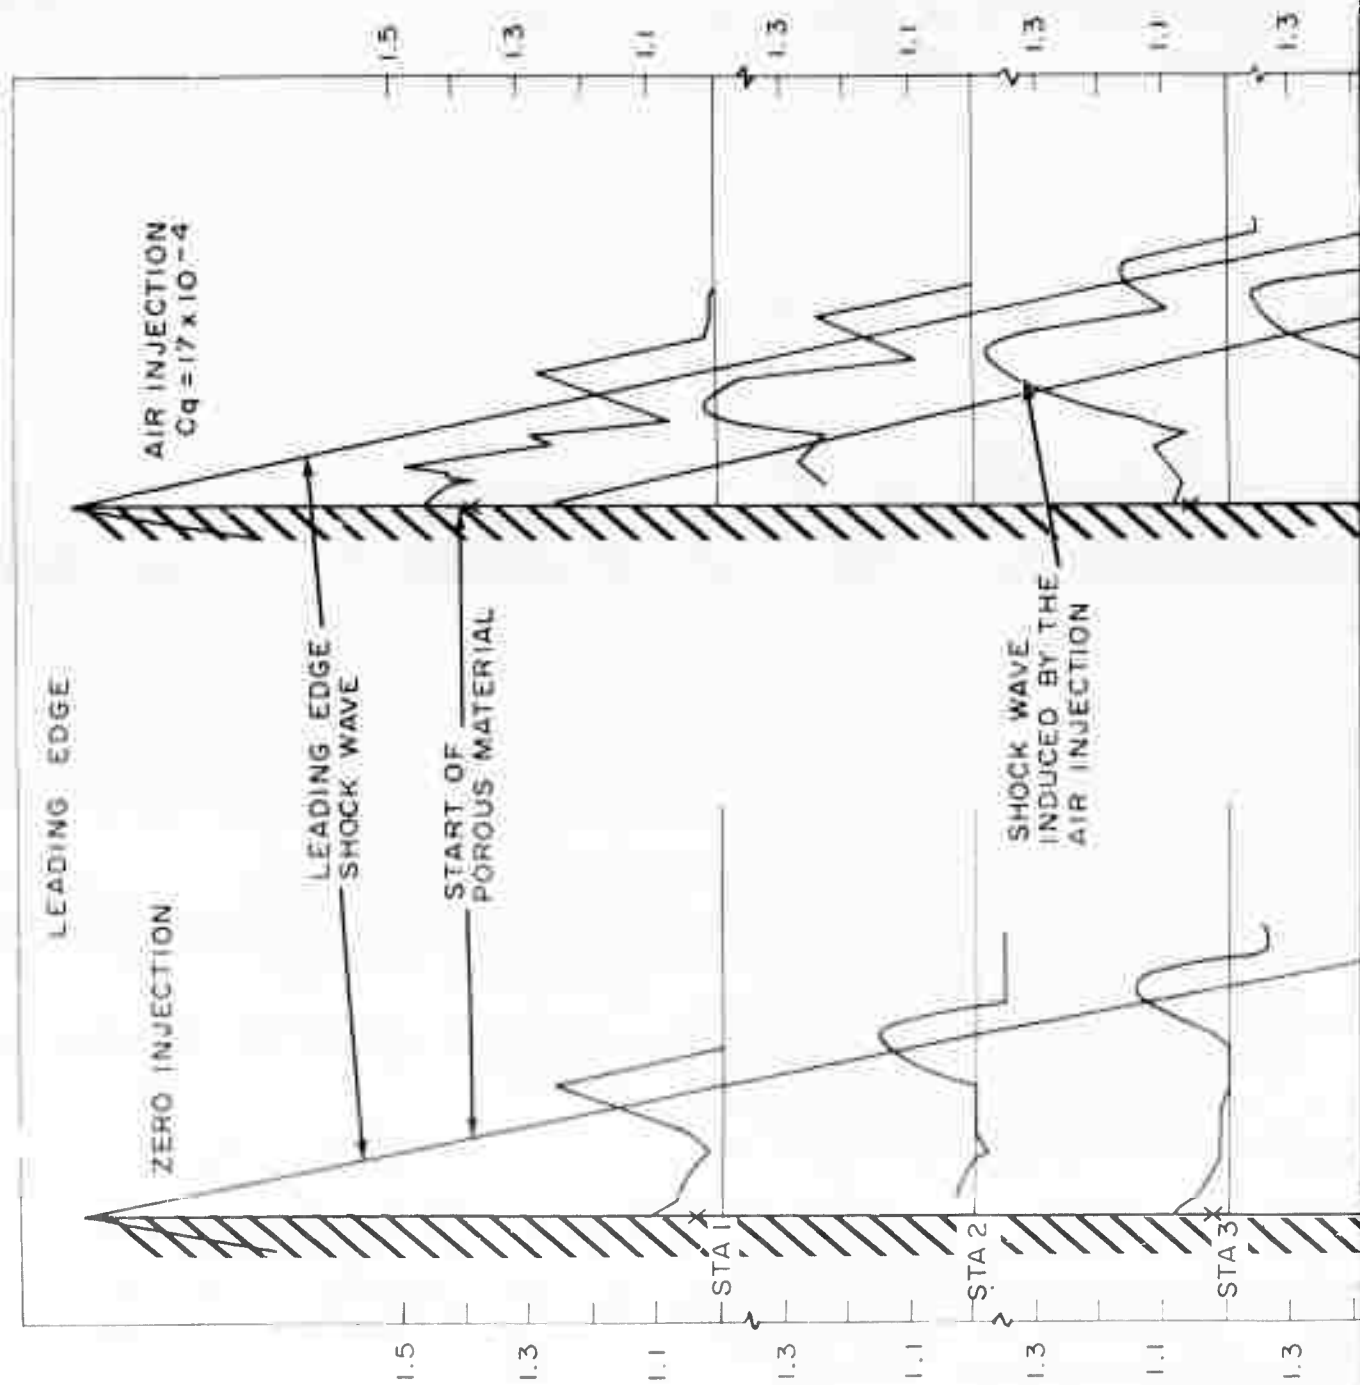 LEADING EDGE
ZERO INJECTION
AIR INJECTION
Cq = 17 x 10-4
LEADING EDGE
SHOCK WAVE
START OF
POROUS MATERIAL
SHOCK WAVE
INDUCED BY THE
AIR INJECTION
STA 1
STA 2
STA 3
1.5
1.3
1.1
1.3
1.1
1.3
1.1
1.3
1.5
1.3
1.1
1.3
1.1
1.3
1.1
1.3